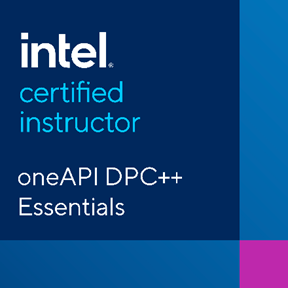 intel.
certified
instructor
oneAPI DPC++
Essentials